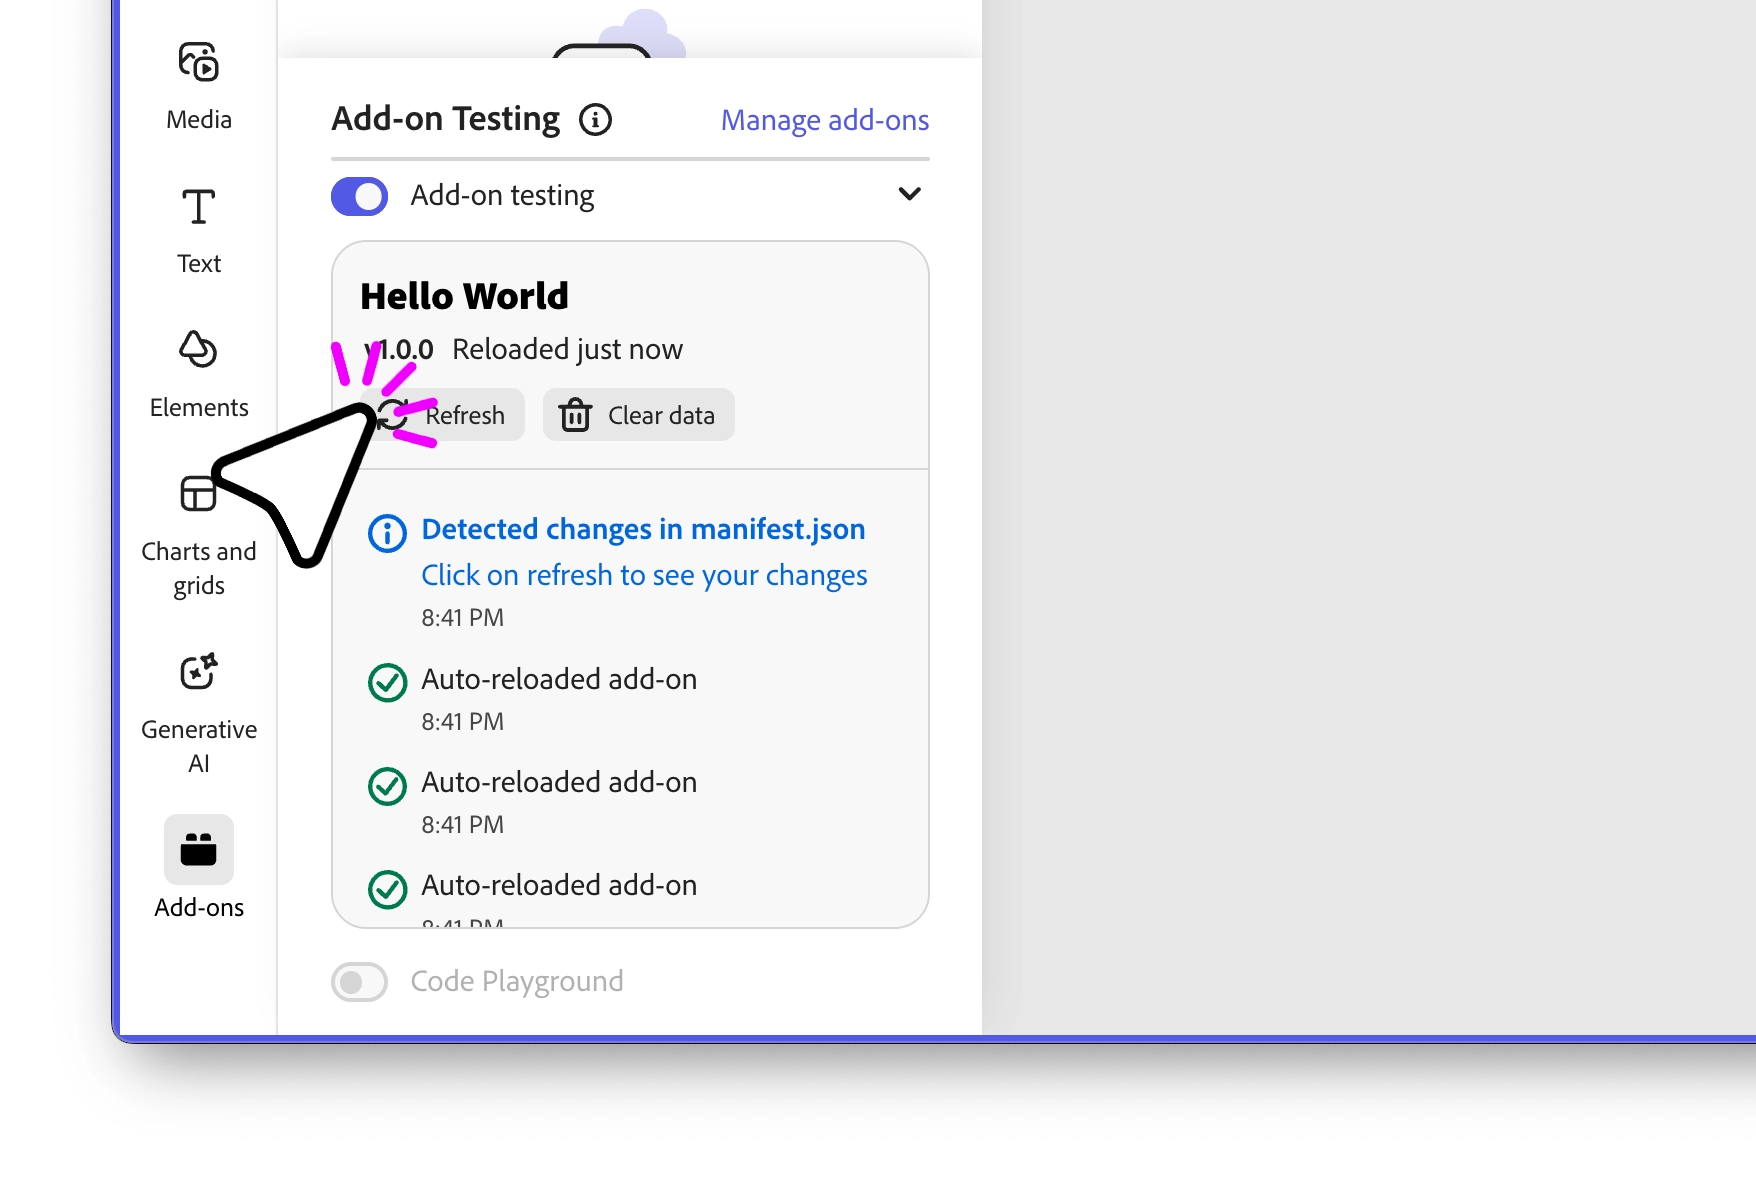 Media
Text
Elements
Charts and
grids
Generative
AI
Add-ons
Add-on Testing
Manage add-ons
Add-on testing
Hello World
v1.0.0 Reloaded just now
Refresh
Clear data
Detected changes in manifest.json
Click on refresh to see your changes
8:41 PM
Auto-reloaded add-on
8:41 PM
Auto-reloaded add-on
8:41 PM
Auto-reloaded add-on
8:41 PM
Code Playground